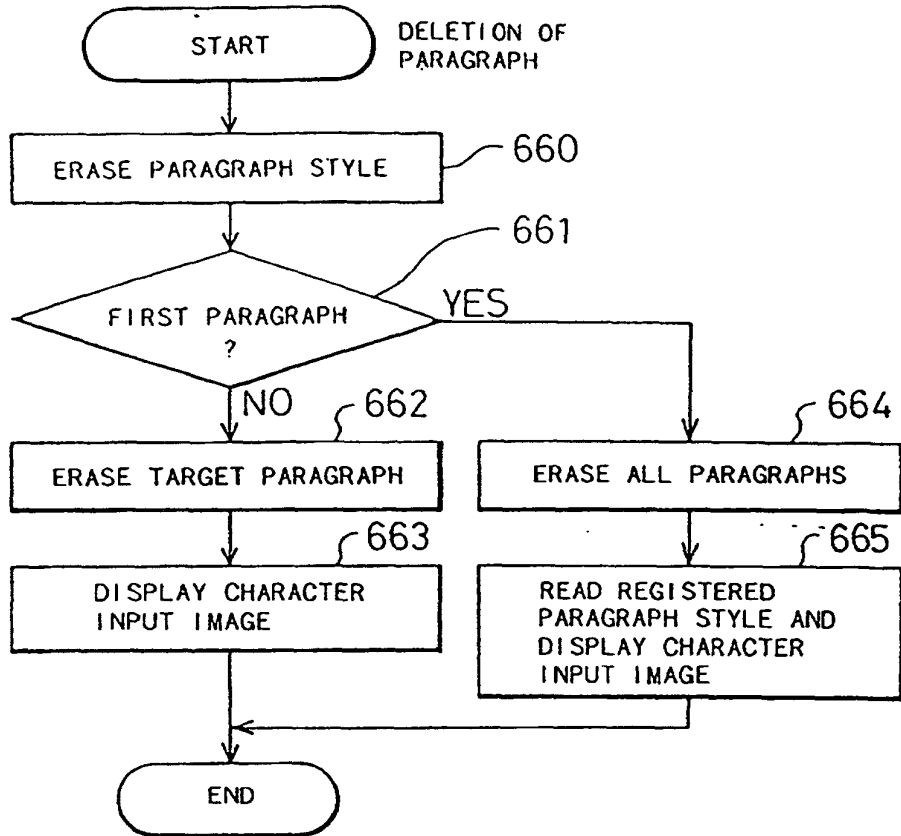 START
DELETION OF
PARAGRAPH
ERASE PARAGRAPH STYLE
660
661
FIRST PARAGRAPH
?
YES
NO
662
ERASE TARGET PARAGRAPH
664
ERASE ALL PARAGRAPHS
663
DISPLAY CHARACTER
INPUT IMAGE
665
READ REGISTERED
PARAGRAPH STYLE AND
DISPLAY CHARACTER
INPUT IMAGE
END